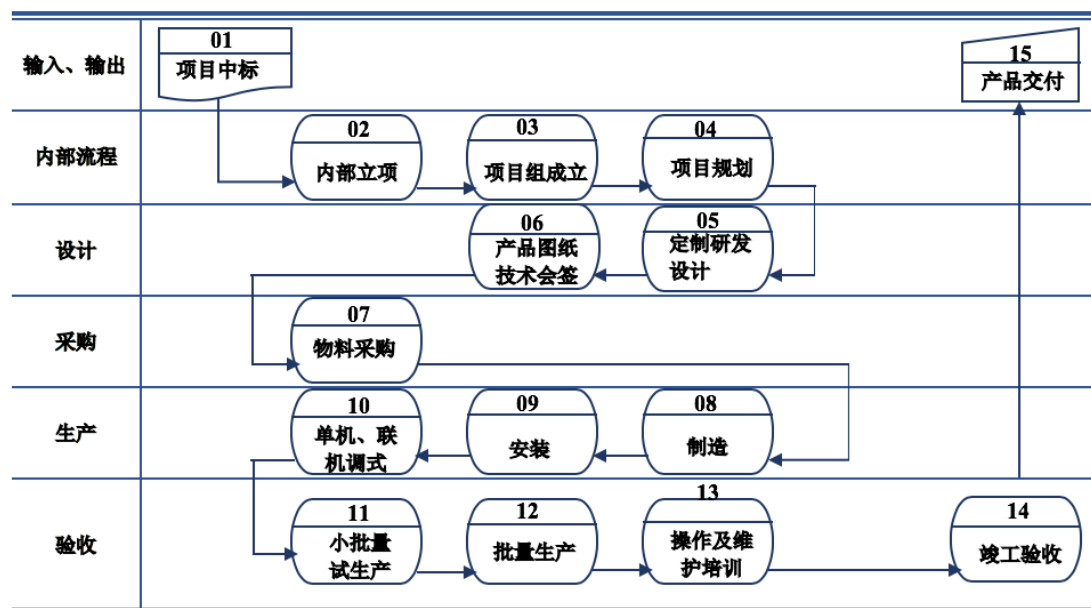 输入、输出
01
项目中标
15
产品交付
内部流程
02
内部立项
03
项目组成立
04
项目规划
设计
06
产品图纸
技术会签
05
定制研发
设计
采购
07
物料采购
生产
10
单机、联
机调式
09
安装
08
制造
验收
11
小批量
试生产
12
批量生产
13
操作及维
护培训
14
竣工验收